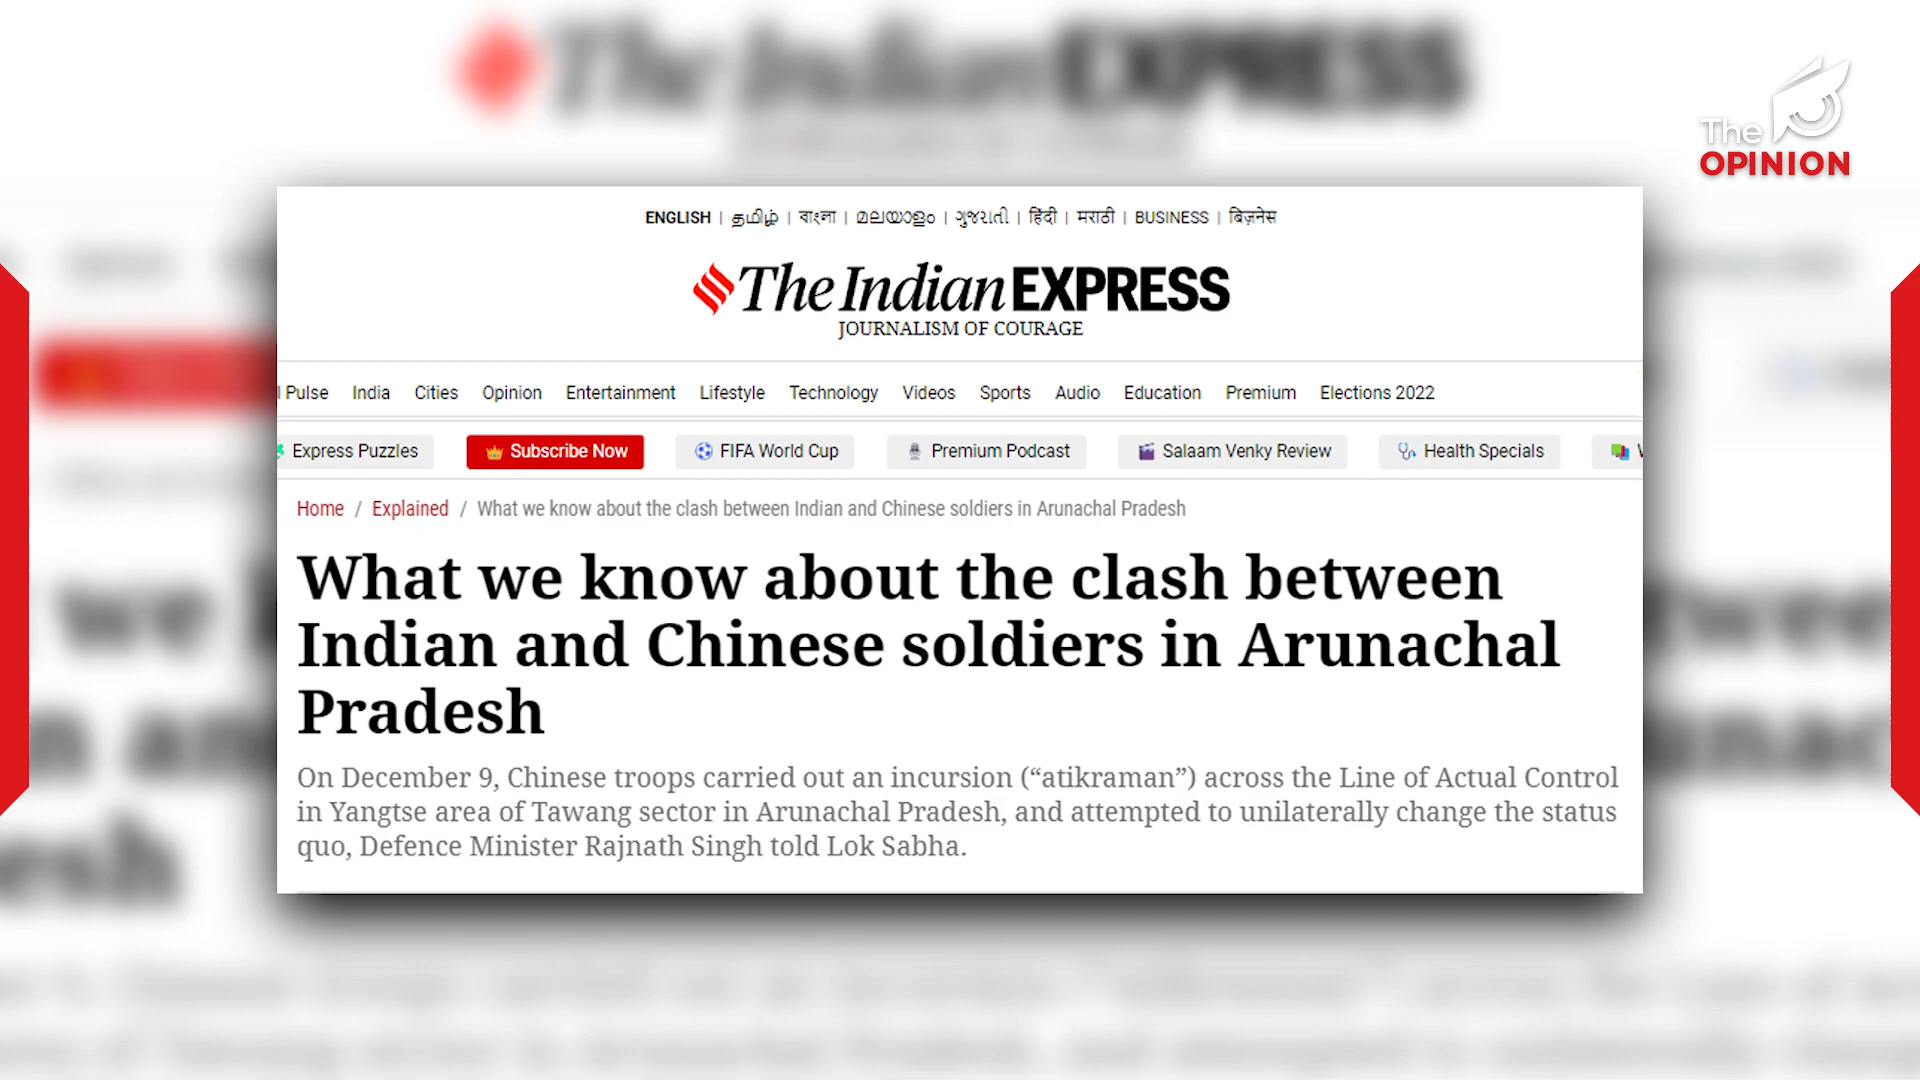 The Indian EXPRESS
The
OPINION
ENGLISH | தமிழ் | বাংলা | മലയാളം | ગુજરાતી | हिंदी | मराठी | BUSINESS | बिज़नेस
The Indian EXPRESS
JOURNALISM OF COURAGE
l Pulse India Cities Opinion Entertainment Lifestyle Technology Videos Sports Audio Education Premium Elections 2022
Express Puzzles Subscribe Now FIFA World Cup Premium Podcast Salaam Venky Review Health Specials
Home / Explained / What we know about the clash between Indian and Chinese soldiers in Arunachal Pradesh
What we know about the clash between
Indian and Chinese soldiers in Arunachal
Pradesh
On December 9, Chinese troops carried out an incursion (“atikraman”) across the Line of Actual Control
in Yangtse area of Tawang sector in Arunachal Pradesh, and attempted to unilaterally change the status
quo, Defence Minister Rajnath Singh told Lok Sabha.